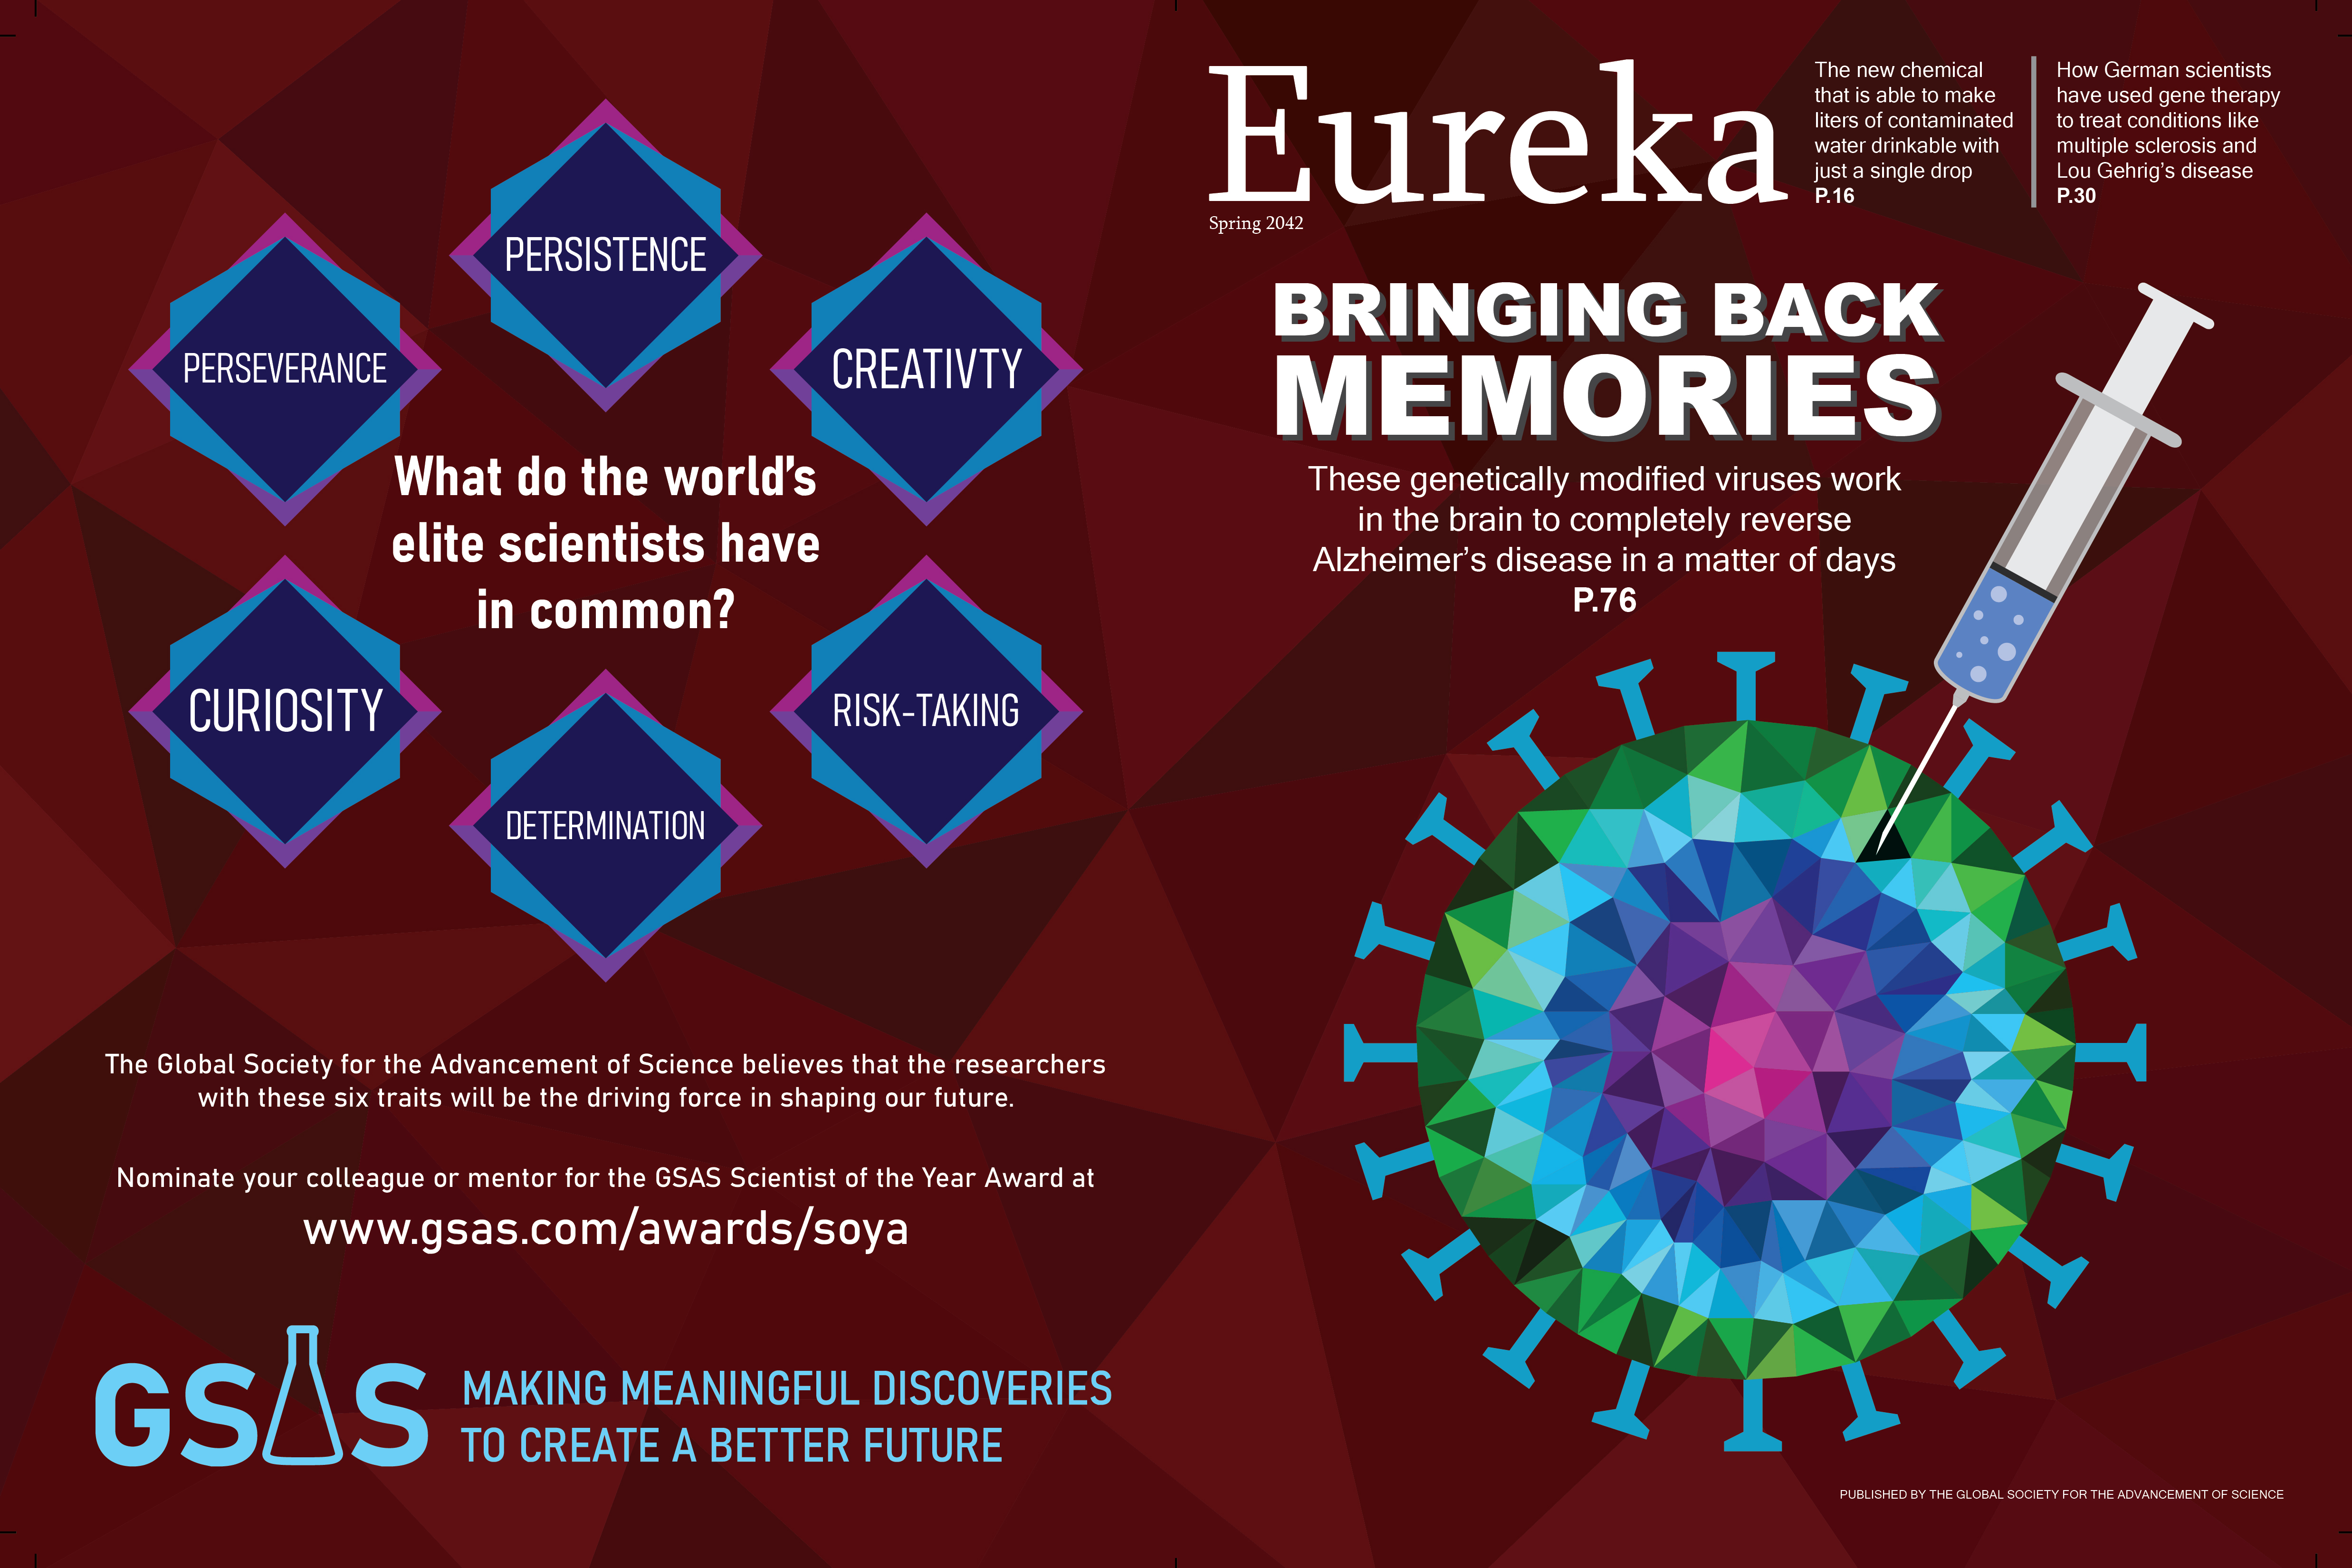 PERSISTENCE
PERSEVERANCE
CREATIVTY
What do the world's
elite scientists have
in common?
CURIOSITY
RISK-TAKING
DETERMINATION
The Global Society for the Advancement of Science believes that the researchers
with these six traits will be the driving force in shaping our future.
Nominate your colleague or mentor for the GSAS Scientist of the Year Award at
www.gsas.com/awards/soya
GSAS
MAKING MEANINGFUL DISCOVERIES
TO CREATE A BETTER FUTURE
Eureka
Spring 2042
The new chemical
that is able to make
liters of contaminated
water drinkable with
just a single drop
P.16
How German scientists
have used gene therapy
to treat conditions like
multiple sclerosis and
Lou Gehrig's disease
P.30
BRINGING BACK
MEMORIES
These genetically modified viruses work
in the brain to completely reverse
Alzheimer's disease in a matter of days
P.76
PUBLISHED BY THE GLOBAL SOCIETY FOR THE ADVANCEMENT OF SCIENCE